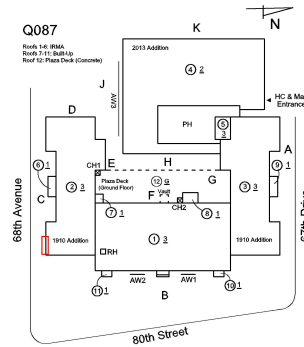 Q087
Roofs 1-6: IRMA
Roofs 7-11: Built-Up
Roof 12: Plaza Deck (Concrete)
N
K
2013 Addition
4 2
J
AW3
HC & Ma
Entrance
D
PH
5
3
A
CH1
E
H
6 1
2 3
Plaza Deck
(Ground Floor)
12 G
G
3 3
9 1
Vault
C
F
CH2
7 1
8 1
68th Avenue
67th Drive
1 3
1910 Addition
RH
1910 Addition
11 1
AW2
AW1
10 1
B
80th Street